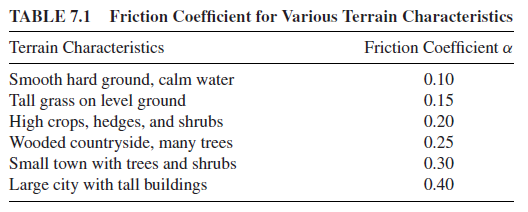 TABLE 7.1 Friction Coefficient for Various Terrain Characteristics
Terrain Characteristics Friction Coefficient α
Smooth hard ground, calm water 0.10
Tall grass on level ground 0.15
High crops, hedges, and shrubs 0.20
Wooded countryside, many trees 0.25
Small town with trees and shrubs 0.30
Large city with tall buildings 0.40